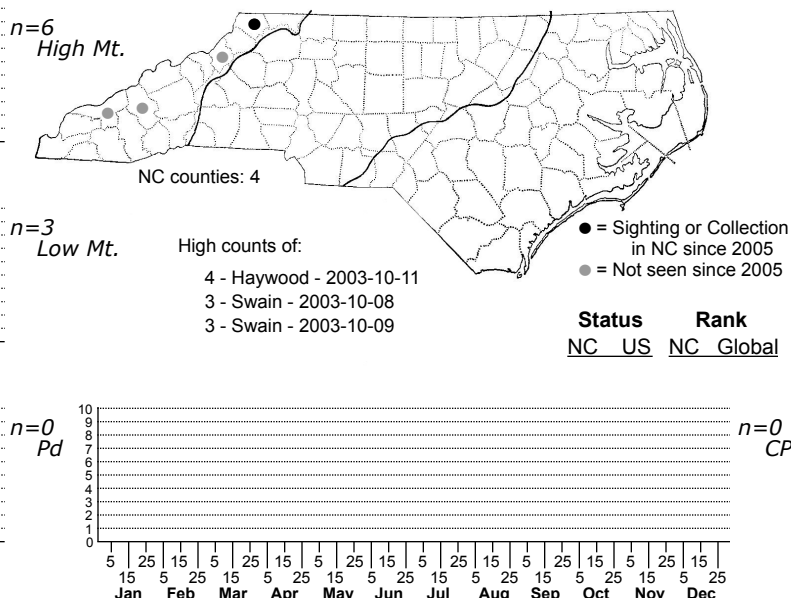 n=6
High Mt.
NC counties: 4
n=3
Low Mt.
High counts of:
4 - Haywood - 2003-10-11
3 - Swain - 2003-10-08
3 - Swain - 2003-10-09
● = Sighting or Collection
in NC since 2005
● = Not seen since 2005
Status Rank
NC US NC Global
n=0
Pd
n=0
CP
10
9
8
7
6
5
4
3
2
1
0
5 25 15 5 25 15 5 25 15 5 25 15 5 25 15 5 25 15
15 5 25 15 5 25 15 5 25 15 5 25 15 5 25 15 5 25
Jan Feb Mar Apr May Jun Jul Aug Sep Oct Nov Dec